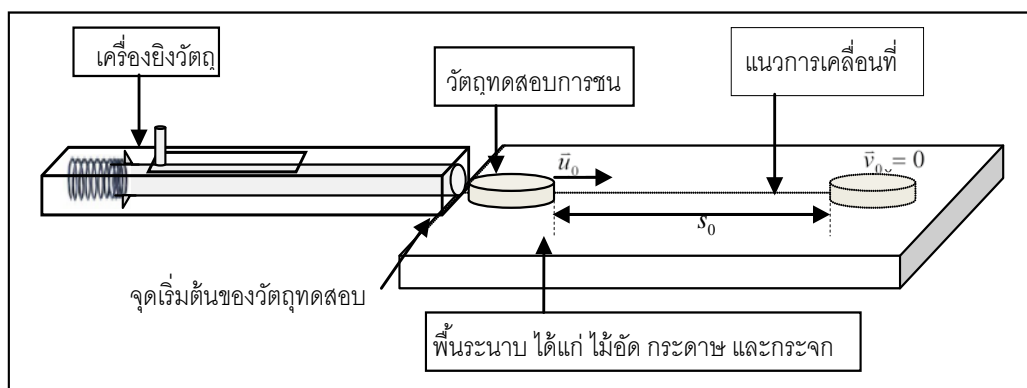 เครื่องยิงวัตถุ
วัตถุทดสอบการชน
แนวการเคลื่อนที่
u⃗₀
v⃗₀ = 0
s₀
จุดเริ่มต้นของวัตถุทดสอบ
พื้นระนาบ ได้แก่ ไม้อัด กระดาษ และกระจก